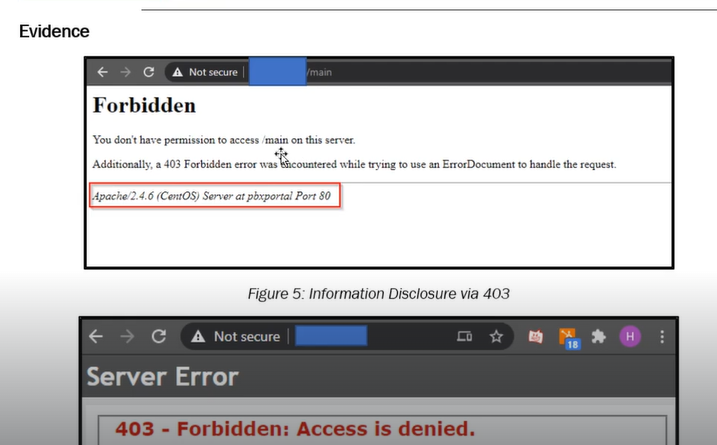 Evidence
Not secure | /main
Forbidden
You don't have permission to access /main on this server.
Additionally, a 403 Forbidden error was encountered while trying to use an ErrorDocument to handle the request.
Apache/2.4.6 (CentOS) Server at pbxportal Port 80
Figure 5: Information Disclosure via 403
Not secure
18
H
Server Error
403 - Forbidden: Access is denied.